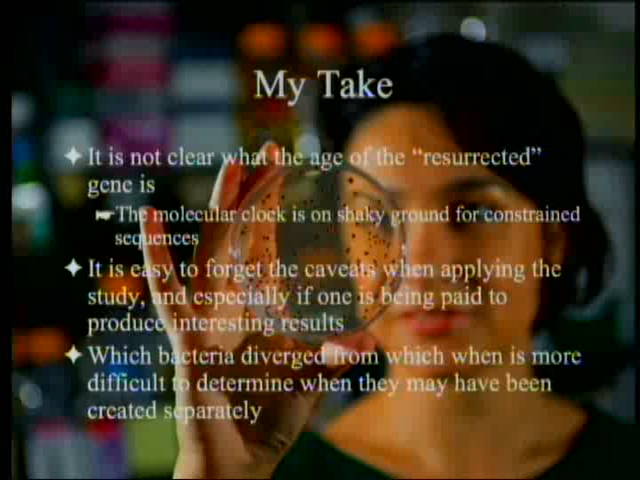 My Take
It is not clear what the age of the “resurrected”
gene is
The molecular clock is on shaky ground for constrained
sequences
It is easy to forget the caveats when applying the
study, and especially if one is being paid to
produce interesting results
Which bacteria diverged from which when is more
difficult to determine when they may have been
created separately